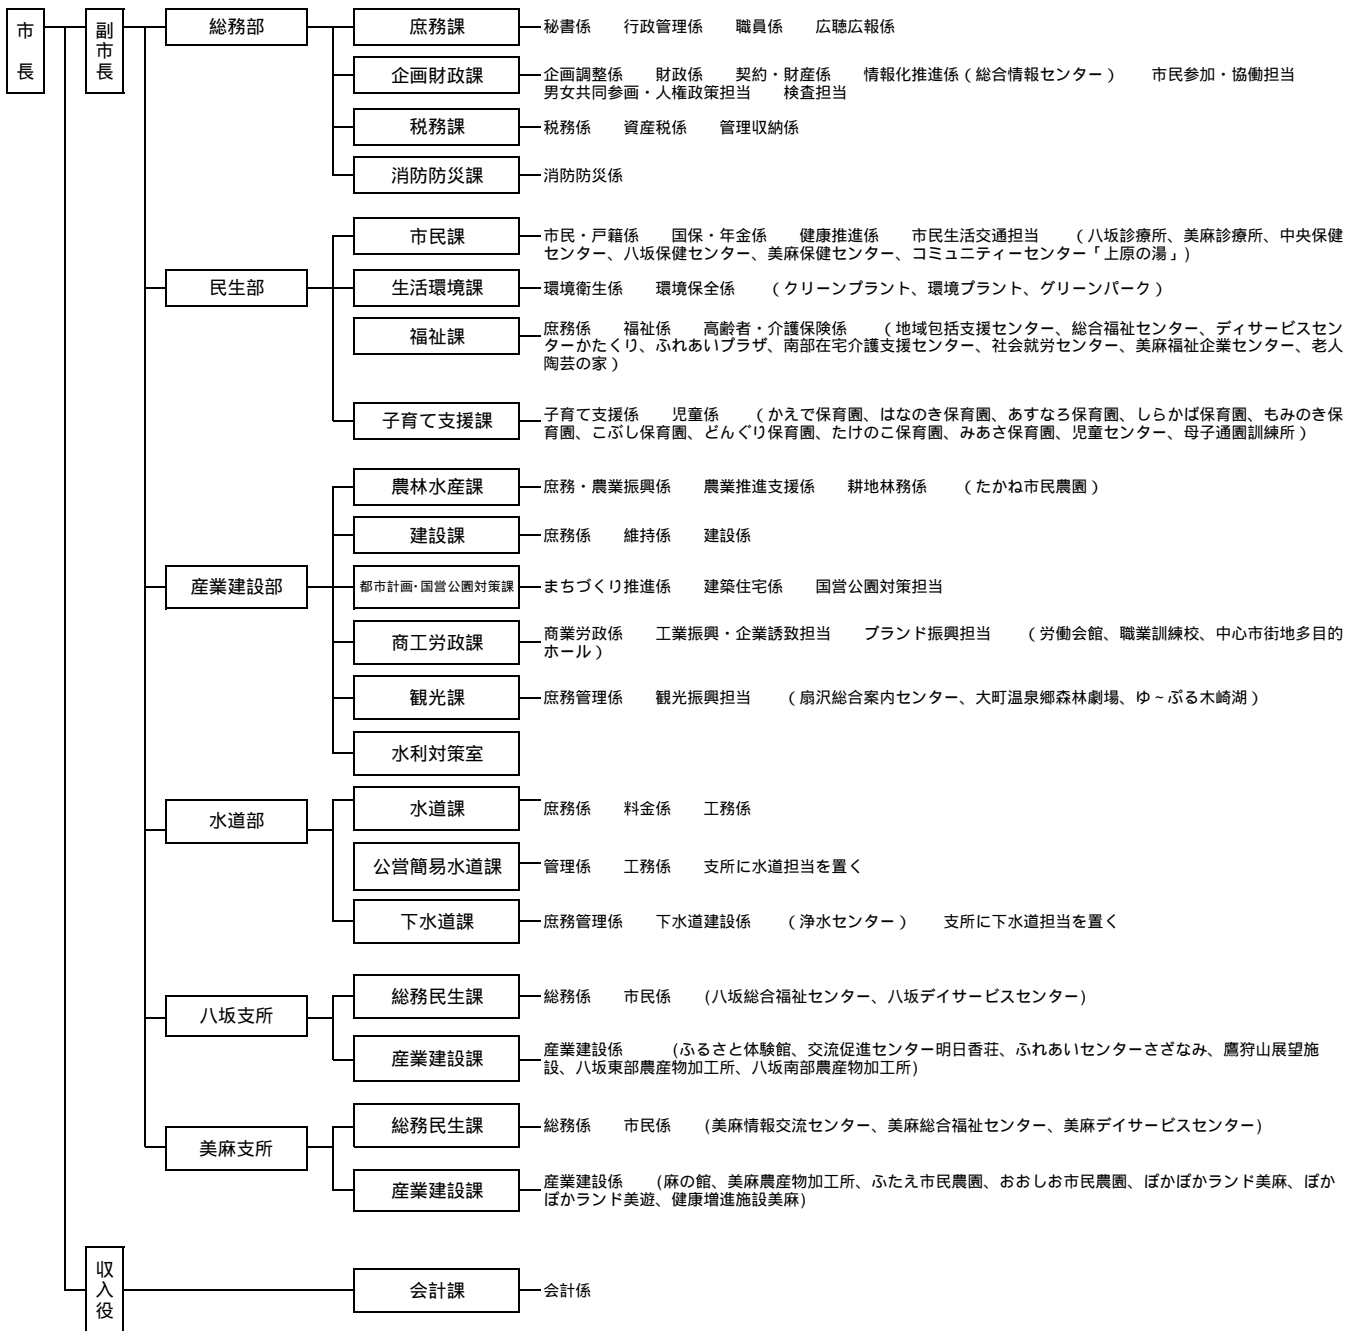 市長
副市長
総務部
庶務課
秘書係　行政管理係　職員係　広聴広報係
企画財政課
企画調整係　財政係　契約・財産係　情報化推進係（総合情報センター）　市民参加・協働担当
男女共同参画・人権政策担当　検査担当
税務課
税務係　資産税係　管理収納係
消防防災課
消防防災係
民生部
市民課
市民・戸籍係　国保・年金係　健康推進係　市民生活交通担当　（八坂診療所、美麻診療所、中央保健
センター、八坂保健センター、美麻保健センター、コミュニティーセンター「上原の湯」)
生活環境課
環境衛生係　環境保全係　（クリーンプラント、環境プラント、グリーンパーク）
福祉課
庶務係　福祉係　高齢者・介護保険係　（地域包括支援センター、総合福祉センター、ディサービスセン
ターかたくり、ふれあいプラザ、南部在宅介護支援センター、社会就労センター、美麻福祉企業センター、老人
陶芸の家）
子育て支援課
子育て支援係　児童係　（かえで保育園、はなのき保育園、あすなろ保育園、しらかば保育園、もみのき保
育園、こぶし保育園、どんぐり保育園、たけのこ保育園、みあさ保育園、児童センター、母子通園訓練所）
産業建設部
農林水産課
庶務・農業振興係　農業推進支援係　耕地林務係　（たかね市民農園）
建設課
庶務係　維持係　建設係
都市計画・国営公園対策課
まちづくり推進係　建築住宅係　国営公園対策担当
商工労政課
商業労政係　工業振興・企業誘致担当　ブランド振興担当　（労働会館、職業訓練校、中心市街地多目的
ホール）
観光課
庶務管理係　観光振興担当　（扇沢総合案内センター、大町温泉郷森林劇場、ゆ～ぷる木崎湖）
水利対策室
水道部
水道課
庶務係　料金係　工務係
公営簡易水道課
管理係　工務係　支所に水道担当を置く
下水道課
庶務管理係　下水道建設係　（浄水センター）　支所に下水道担当を置く
八坂支所
総務民生課
総務係　市民係　(八坂総合福祉センター、八坂デイサービスセンター)
産業建設課
産業建設係　(ふるさと体験館、交流促進センター明日香荘、ふれあいセンターさざなみ、鷹狩山展望施
設、八坂東部農産物加工所、八坂南部農産物加工所)
美麻支所
総務民生課
総務係　市民係　(美麻情報交流センター、美麻総合福祉センター、美麻デイサービスセンター)
産業建設課
産業建設係　(麻の館、美麻農産物加工所、ふたえ市民農園、おおしお市民農園、ぽかぽかランド美麻、ぽか
ぽかランド美遊、健康増進施設美麻)
収入役
会計課
会計係